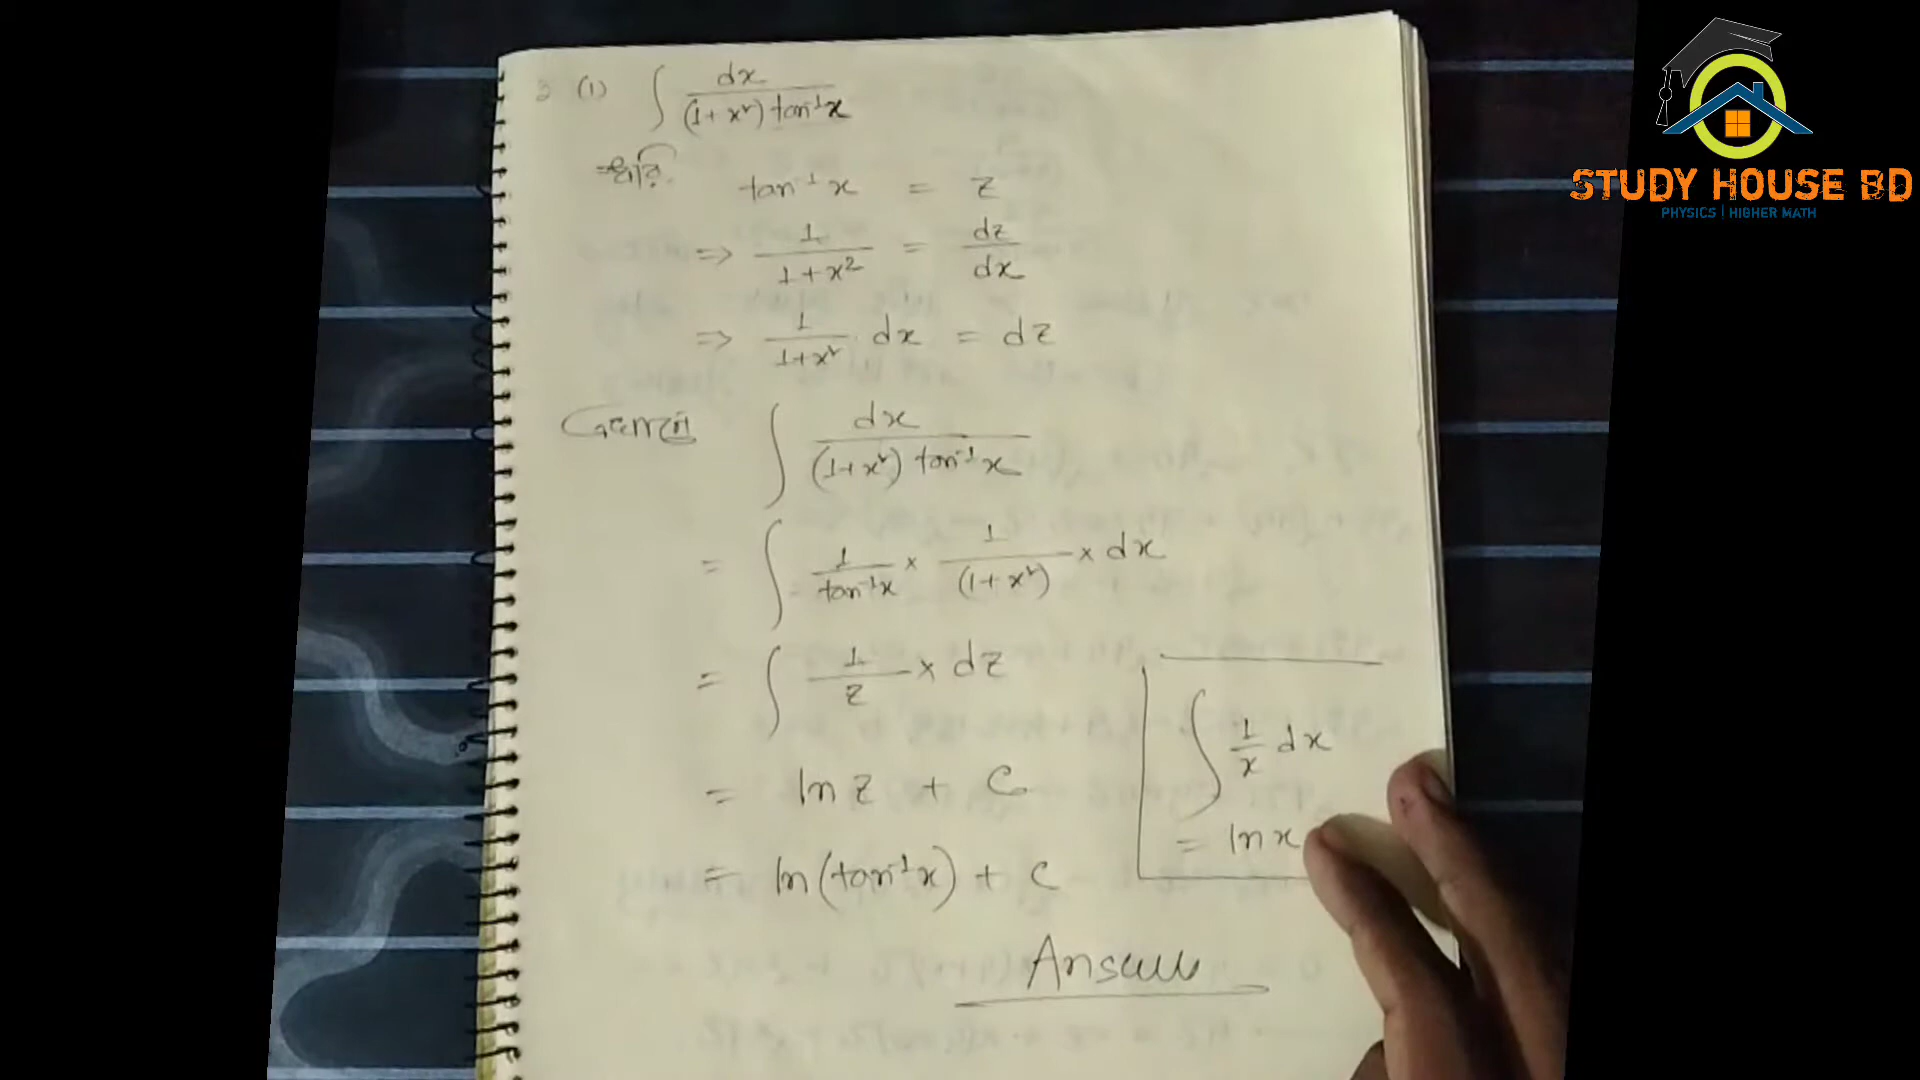 3 (1) ∫ dx / (1+x²) tan⁻¹x
ধরি,
tan⁻¹x = z
⇒ 1 / 1+x² = dz / dx
⇒ 1 / 1+x² . dx = dz
∫ dx / (1+x²) tan⁻¹x
= ∫ 1 / tan⁻¹x × 1 / (1+x²) × dx
= ∫ 1 / z × dz
= ln z + c
= ln (tan⁻¹x) + c
∫ 1/x dx
= ln x
Answer
STUDY HOUSE BD
PHYSICS | HIGHER MATH